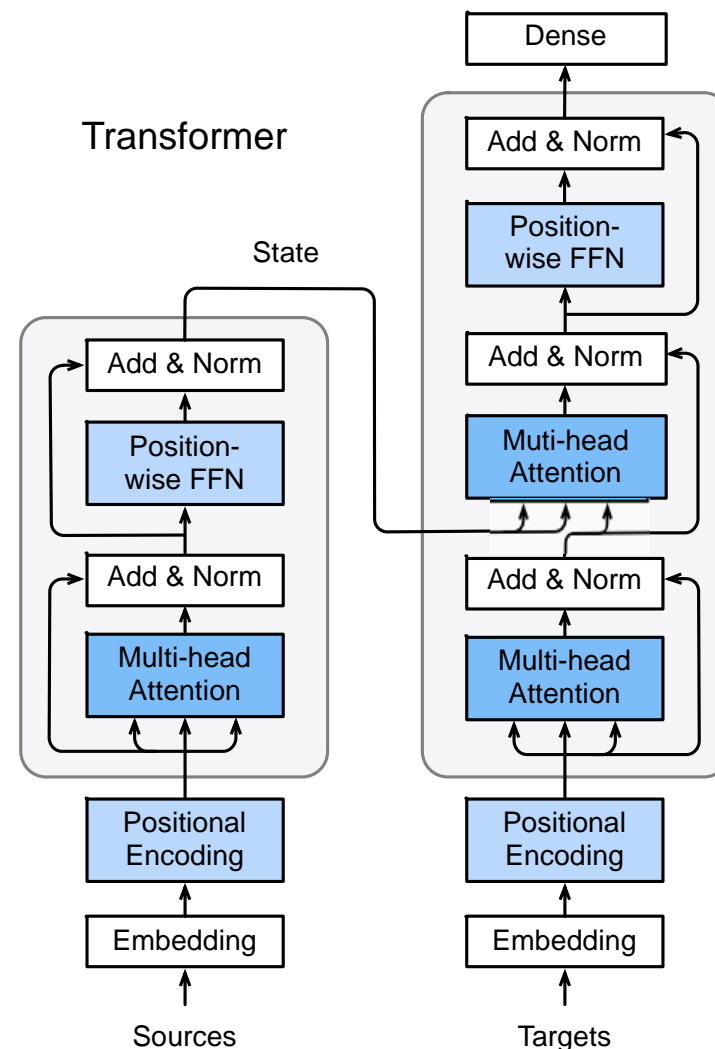 Transformer
State
Add & Norm
Position-
wise FFN
Add & Norm
Multi-head
Attention
Positional
Encoding
Embedding
Sources
Dense
Add & Norm
Position-
wise FFN
Add & Norm
Muti-head
Attention
Add & Norm
Multi-head
Attention
Positional
Encoding
Embedding
Targets